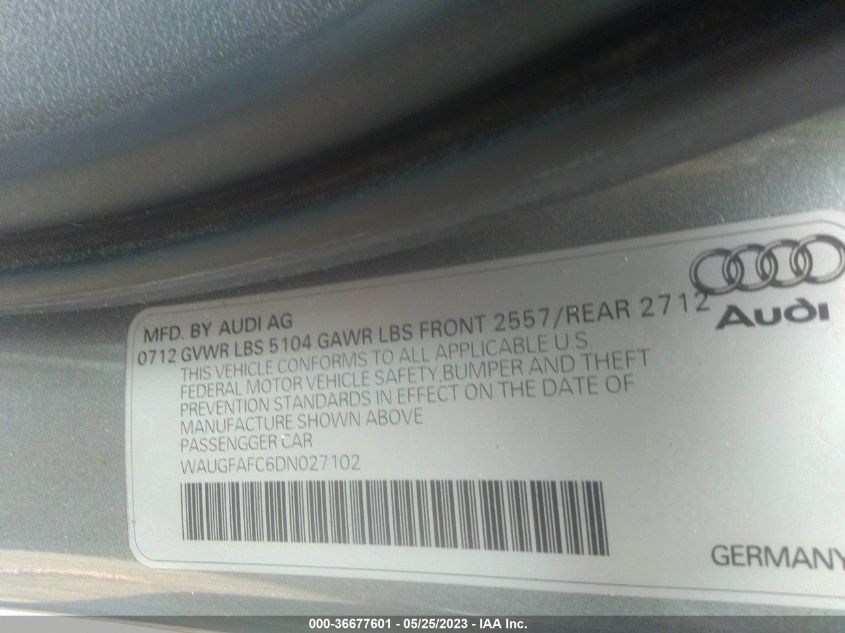 MFD. BY AUDI AG
0712 GVWR LBS 5104 GAWR LBS FRONT 2557/REAR 2712
Audi
THIS VEHICLE CONFORMS TO ALL APPLICABLE U S
FEDERAL MOTOR VEHICLE SAFETY BUMPER AND THEFT
PREVENTION STANDARDS IN EFFECT ON THE DATE OF
MANUFACTURE SHOWN ABOVE
PASSENGGER CAR
WAUGFAFC6DN027102
GERMANY
000-36677601 - 05/25/2023 - IAA Inc.